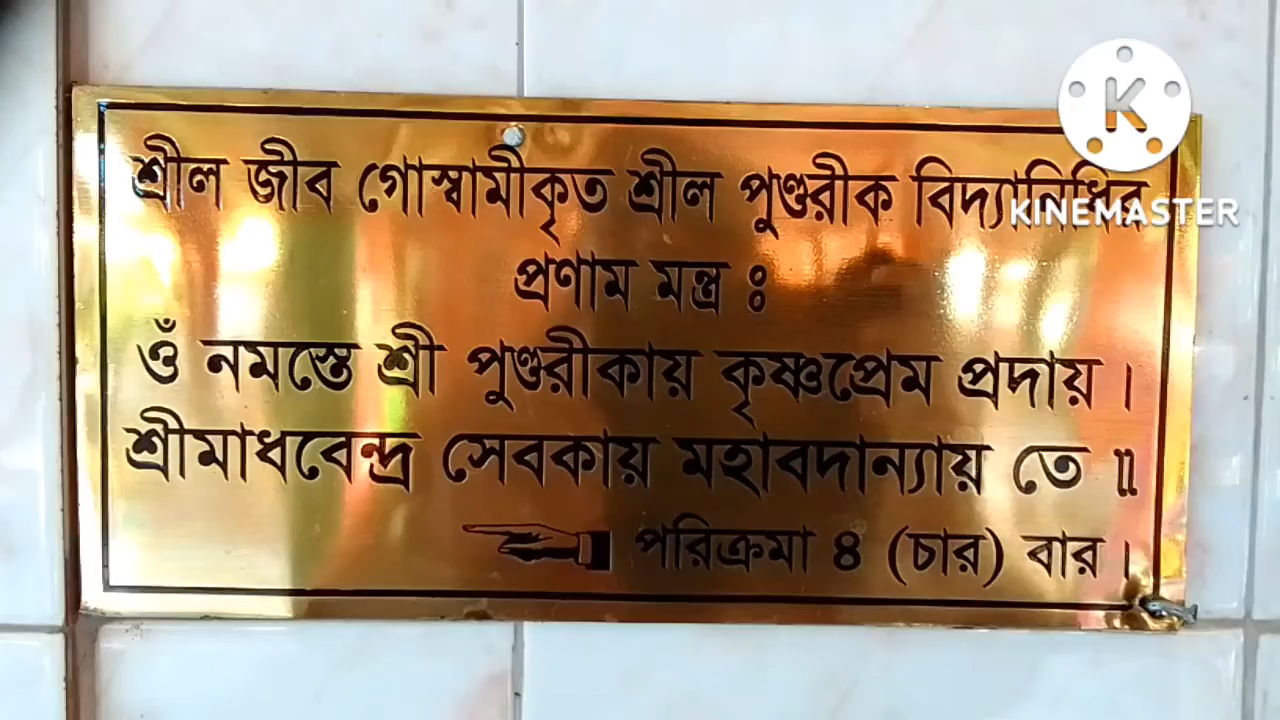 শ্রীল জীব গোস্বামীকৃত শ্রীল পুণ্ডরীক বিদ্যানিধির
প্রণাম মন্ত্র ঃ
ওঁ নমস্তে শ্রী পুণ্ডরীকায় কৃষ্ণপ্রেম প্রদায় ।
শ্রীমাধবেন্দ্র সেবকায় মহাবদান্যায় তে ॥
পরিক্রমা ৪ (চার) বার ।
K
KINEMASTER